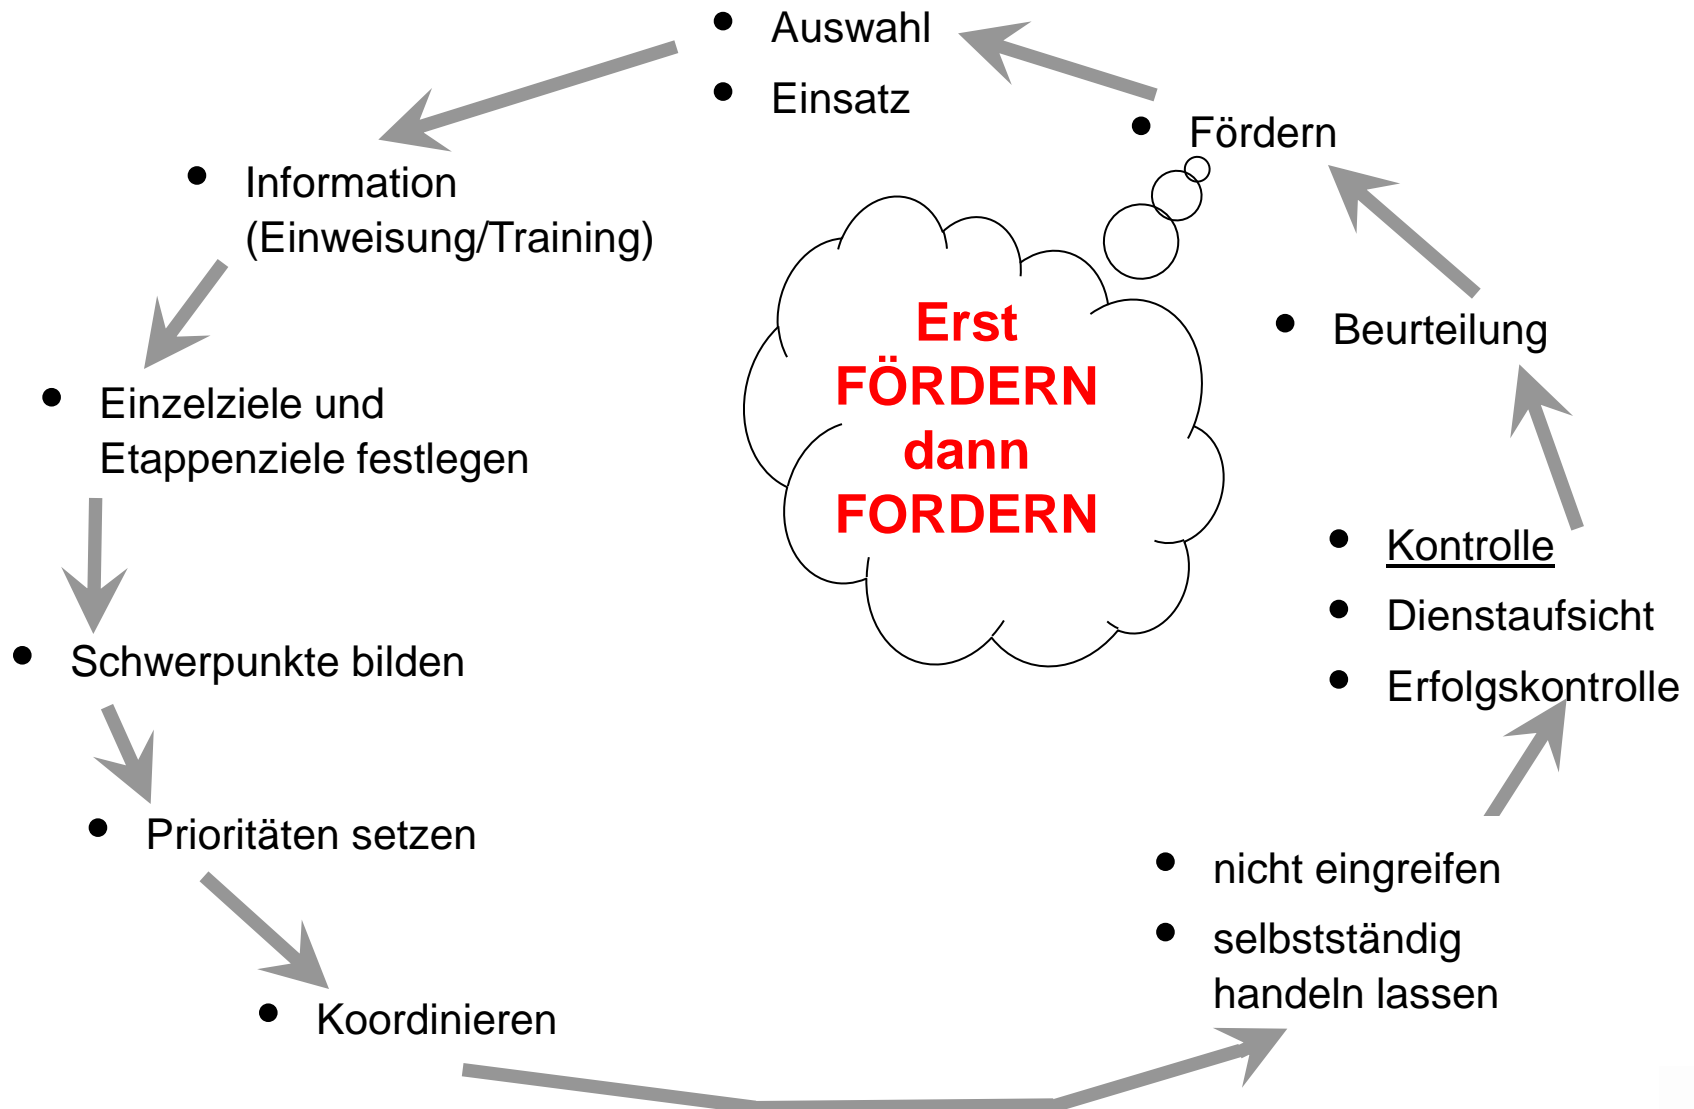 Auswahl
Einsatz
Fördern
Information
(Einweisung/Training)
Erst
FÖRDERN
dann
FORDERN
Beurteilung
Einzelziele und
Etappenziele festlegen
Kontrolle
Dienstaufsicht
Erfolgskontrolle
Schwerpunkte bilden
Prioritäten setzen
nicht eingreifen
selbstständig
handeln lassen
Koordinieren